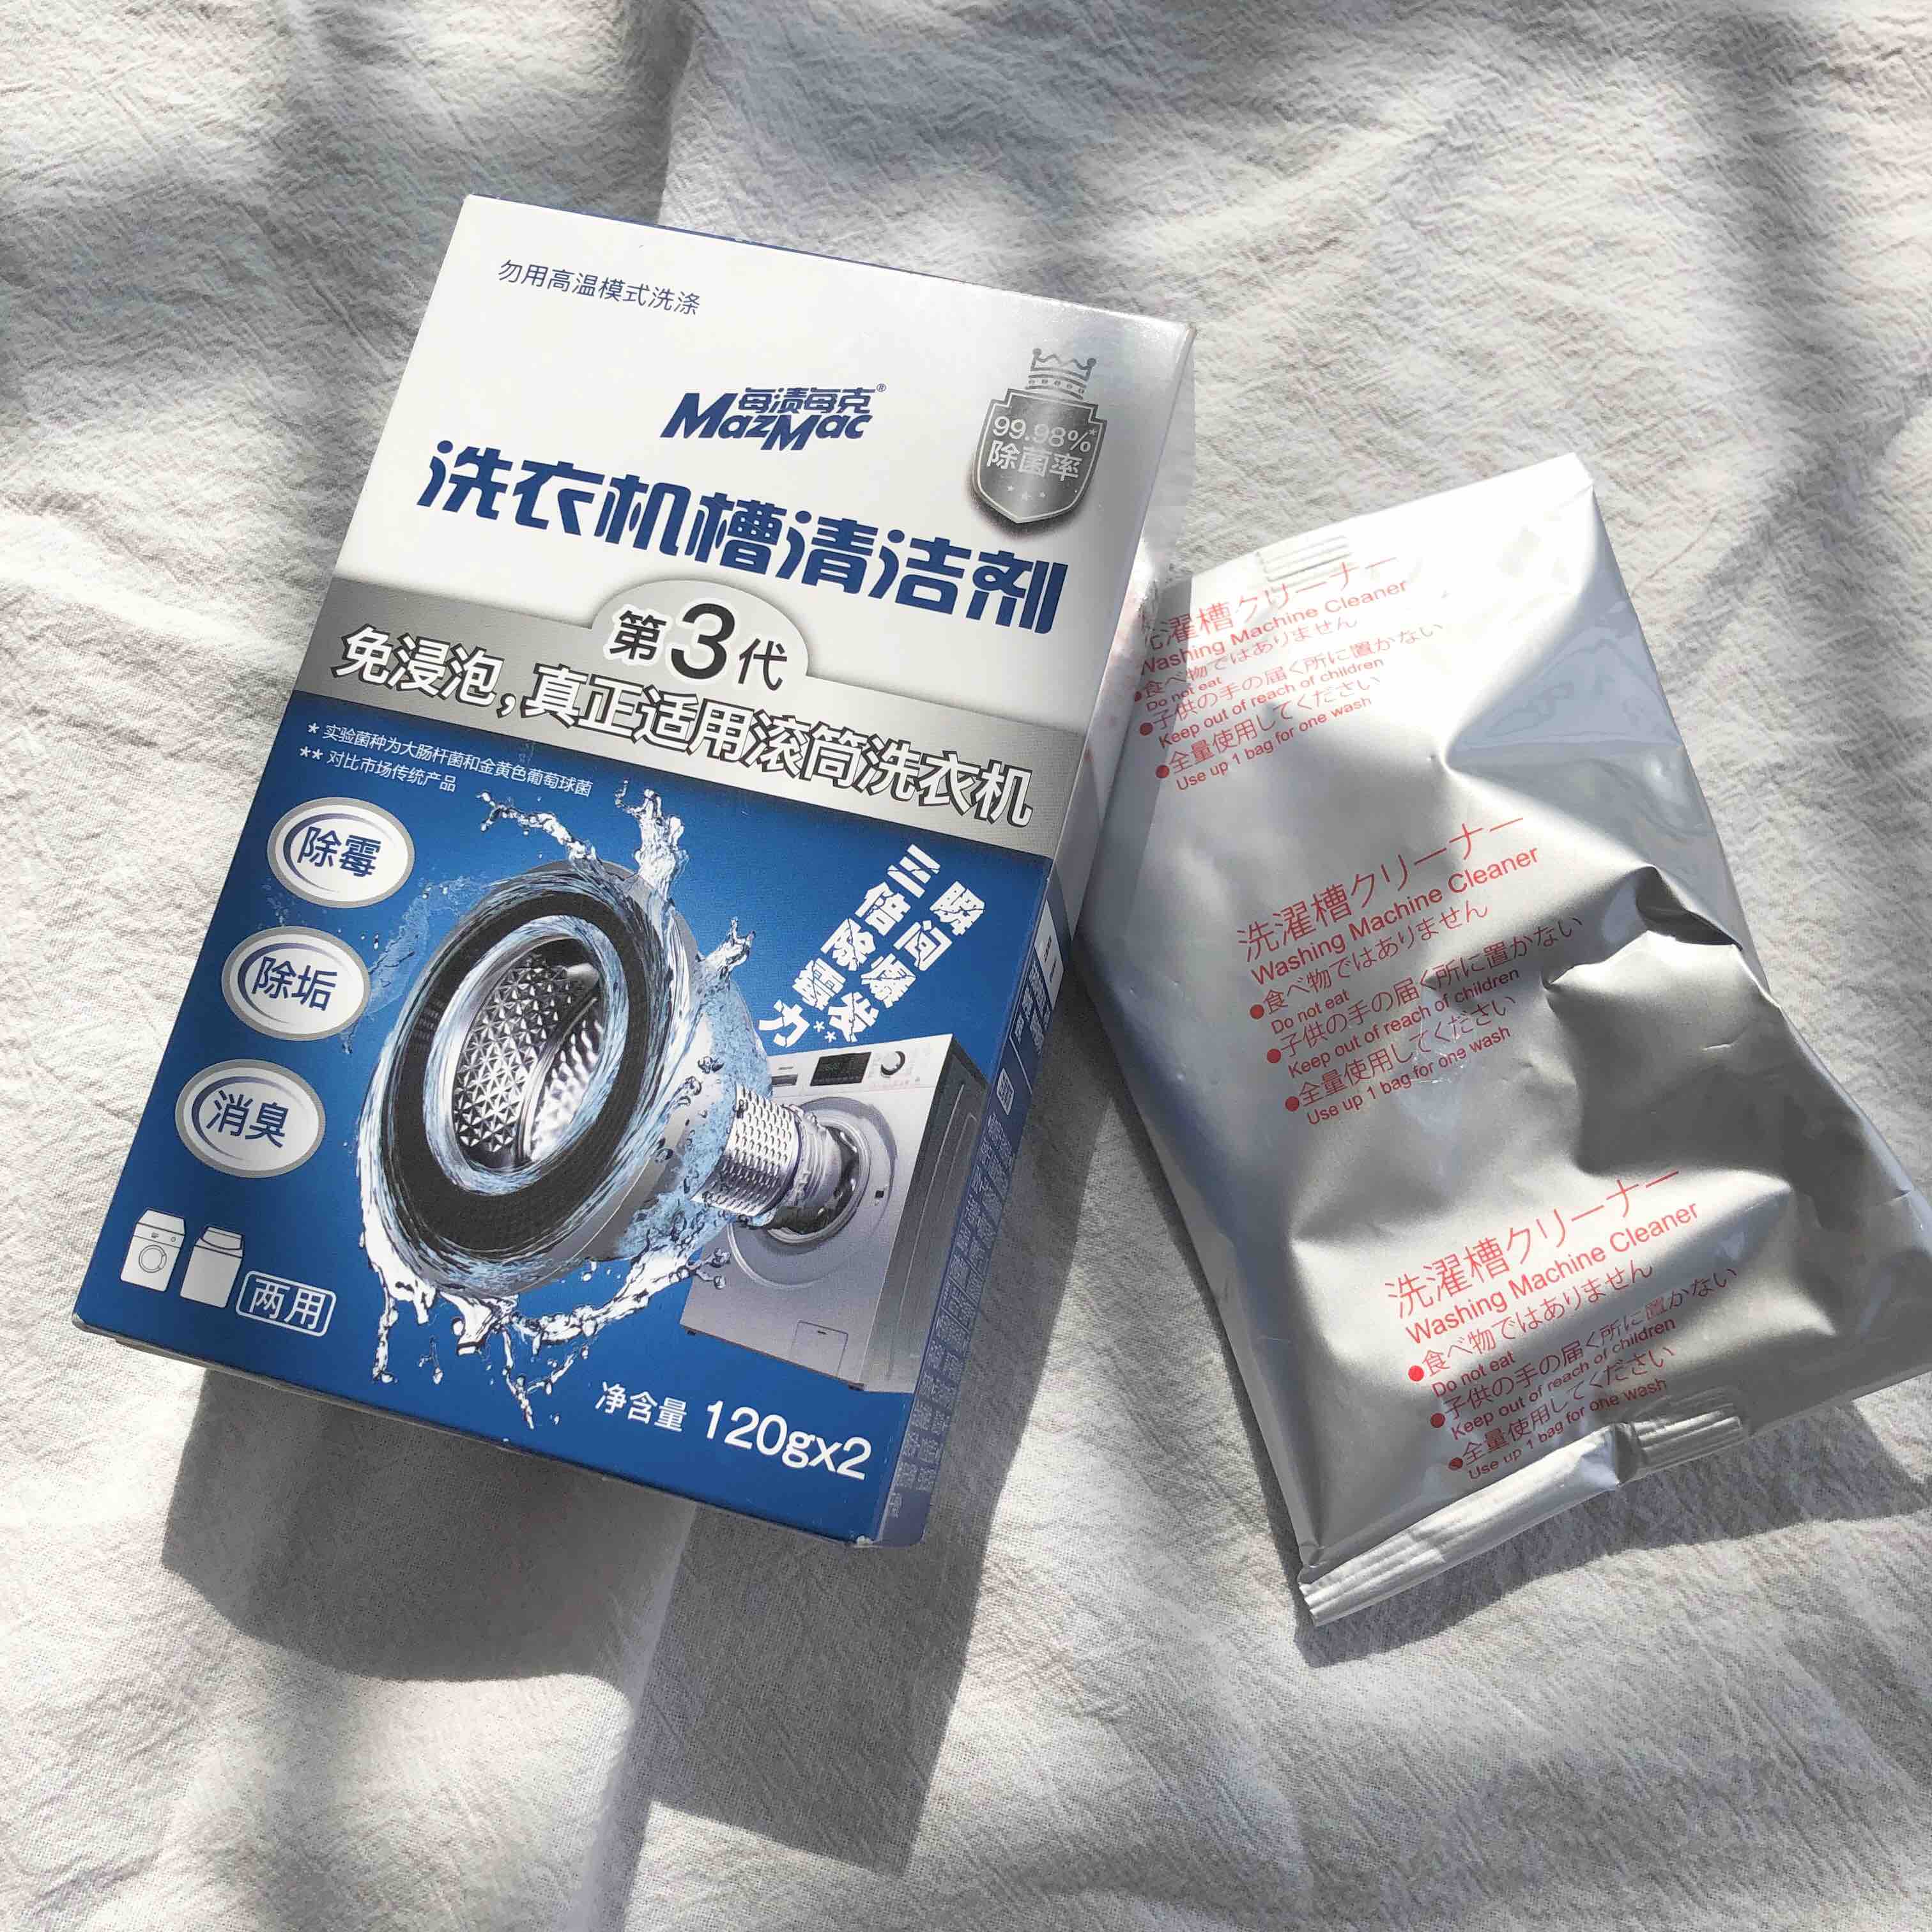 勿用高温模式洗涤
每渍每克®
MazMac
99.98%*
除菌率
洗衣机槽清洁剂
第3代
免浸泡,真正适用滚筒洗衣机
* 实验菌种为大肠杆菌和金黄色葡萄球菌
** 对比市场传统产品
除霉
除垢
消臭
瞬间爆发
三倍除霉力**
两用
净含量 120gx2
洗濯槽クリーナー
Washing Machine Cleaner
●食べ物ではありません
Do not eat
●子供の手の届く所に置かない
Keep out of reach of children
●全量使用してください
Use up 1 bag for one wash
洗濯槽クリーナー
Washing Machine Cleaner
●食べ物ではありません
Do not eat
●子供の手の届く所に置かない
Keep out of reach of children
●全量使用してください
Use up 1 bag for one wash
洗濯槽クリーナー
Washing Machine Cleaner
●食べ物ではありません
Do not eat
●子供の手の届く所に置かない
Keep out of reach of children
●全量使用してください
Use up 1 bag for one wash